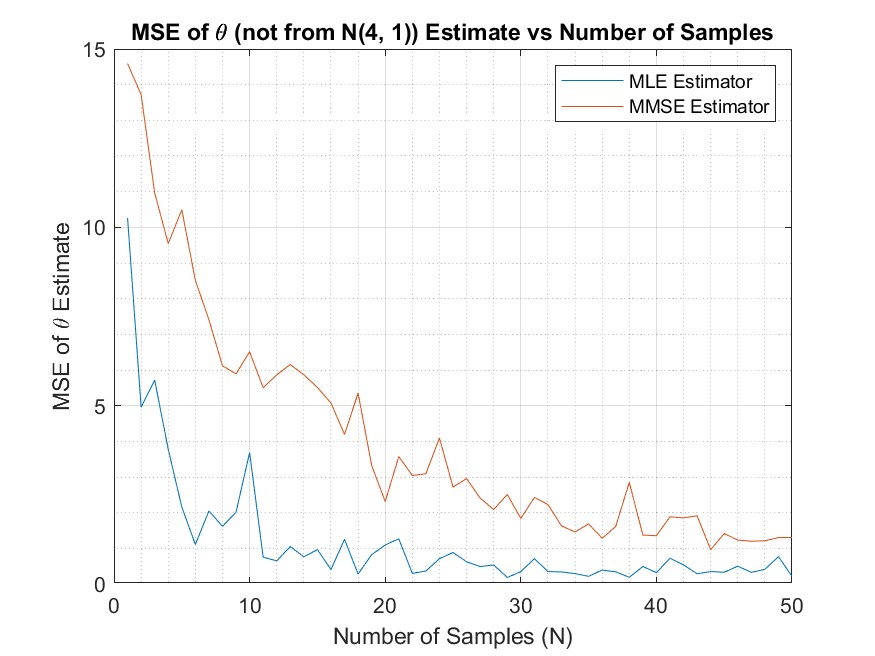 MSE of θ (not from N(4, 1)) Estimate vs Number of Samples
MLE Estimator
MMSE Estimator
MSE of θ Estimate
15
10
5
0
0 10 20 30 40 50
Number of Samples (N)